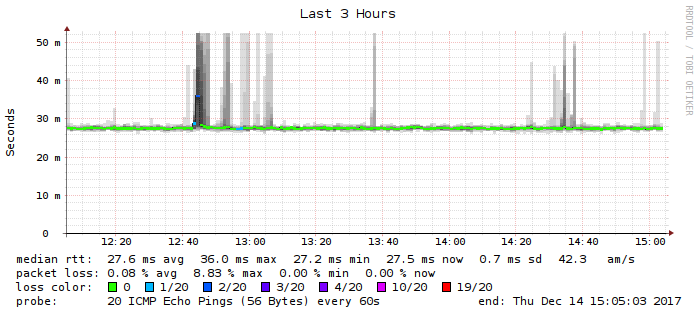 Last 3 Hours
RRDTOOL / TOBI OETIKER
Seconds
50 m
40 m
30 m
20 m
10 m
0
12:20 12:40 13:00 13:20 13:40 14:00 14:20 14:40 15:00
median rtt: 27.6 ms avg 36.0 ms max 27.2 ms min 27.5 ms now 0.7 ms sd 42.3 am/s
packet loss: 0.08 % avg 8.83 % max 0.00 % min 0.00 % now
loss color: 0 1/20 2/20 3/20 4/20 10/20 19/20
probe: 20 ICMP Echo Pings (56 Bytes) every 60s end: Thu Dec 14 15:05:03 2017